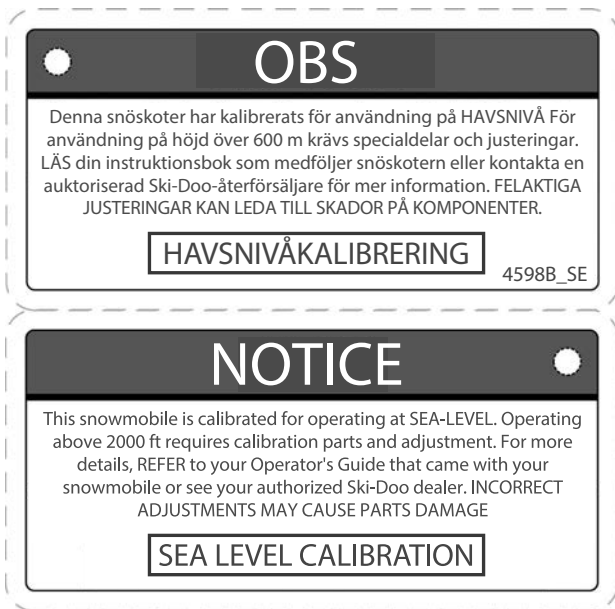 OBS
Denna snöskoter har kalibrerats för användning på HAVSNIVÅ För
användning på höjd över 600 m krävs specialdelar och justeringar.
LÄS din instruktionsbok som medföljer snöskotern eller kontakta en
auktoriserad Ski-Doo-återförsäljare för mer information. FELAKTIGA
JUSTERINGAR KAN LEDA TILL SKADOR PÅ KOMPONENTER.
HAVSNIVÅKALIBRERING
4598B_SE
NOTICE
This snowmobile is calibrated for operating at SEA-LEVEL. Operating
above 2000 ft requires calibration parts and adjustment. For more
details, REFER to your Operator's Guide that came with your
snowmobile or see your authorized Ski-Doo dealer. INCORRECT
ADJUSTMENTS MAY CAUSE PARTS DAMAGE
SEA LEVEL CALIBRATION